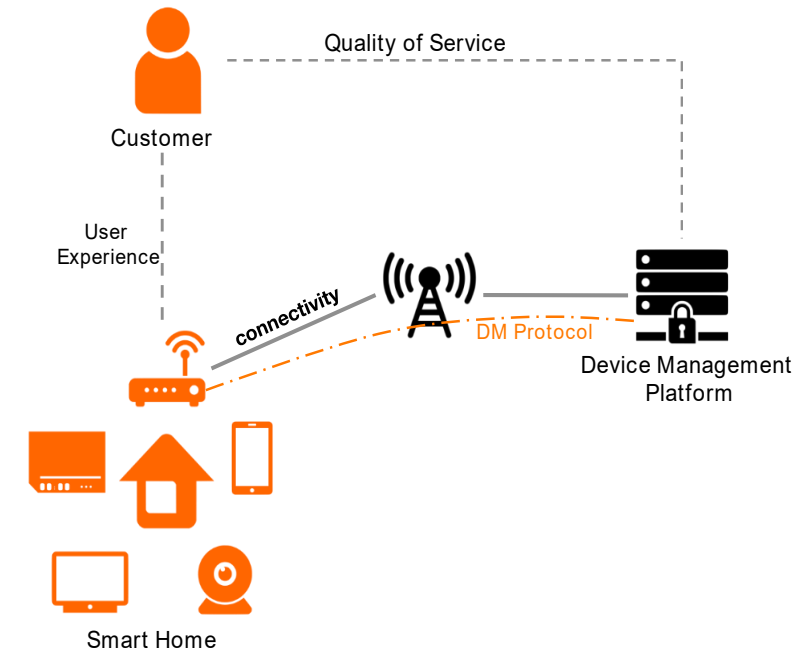 Quality of Service
Customer
User
Experience
connectivity
DM Protocol
Device Management
Platform
Smart Home